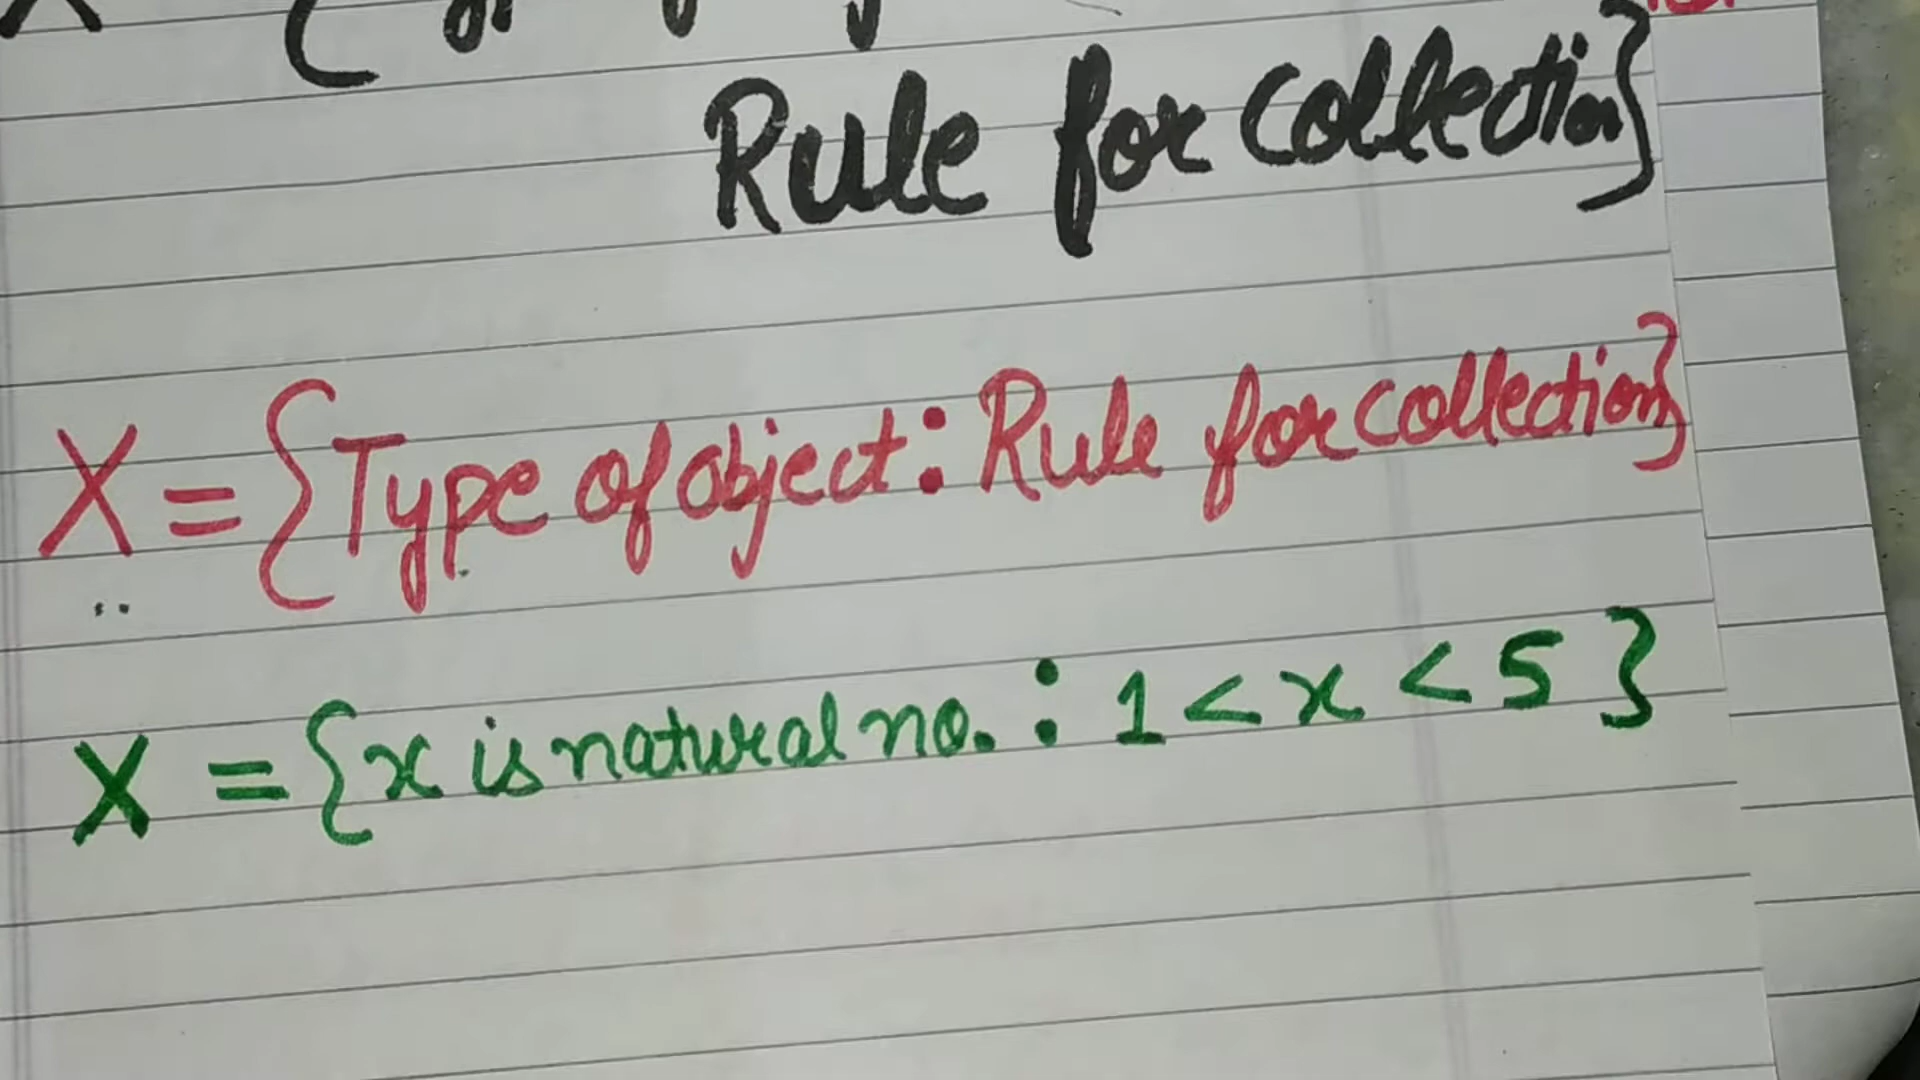 Rule for collection}
X = {Type of object : Rule for collection}
X = {x is natural no. : 1 < x < 5}